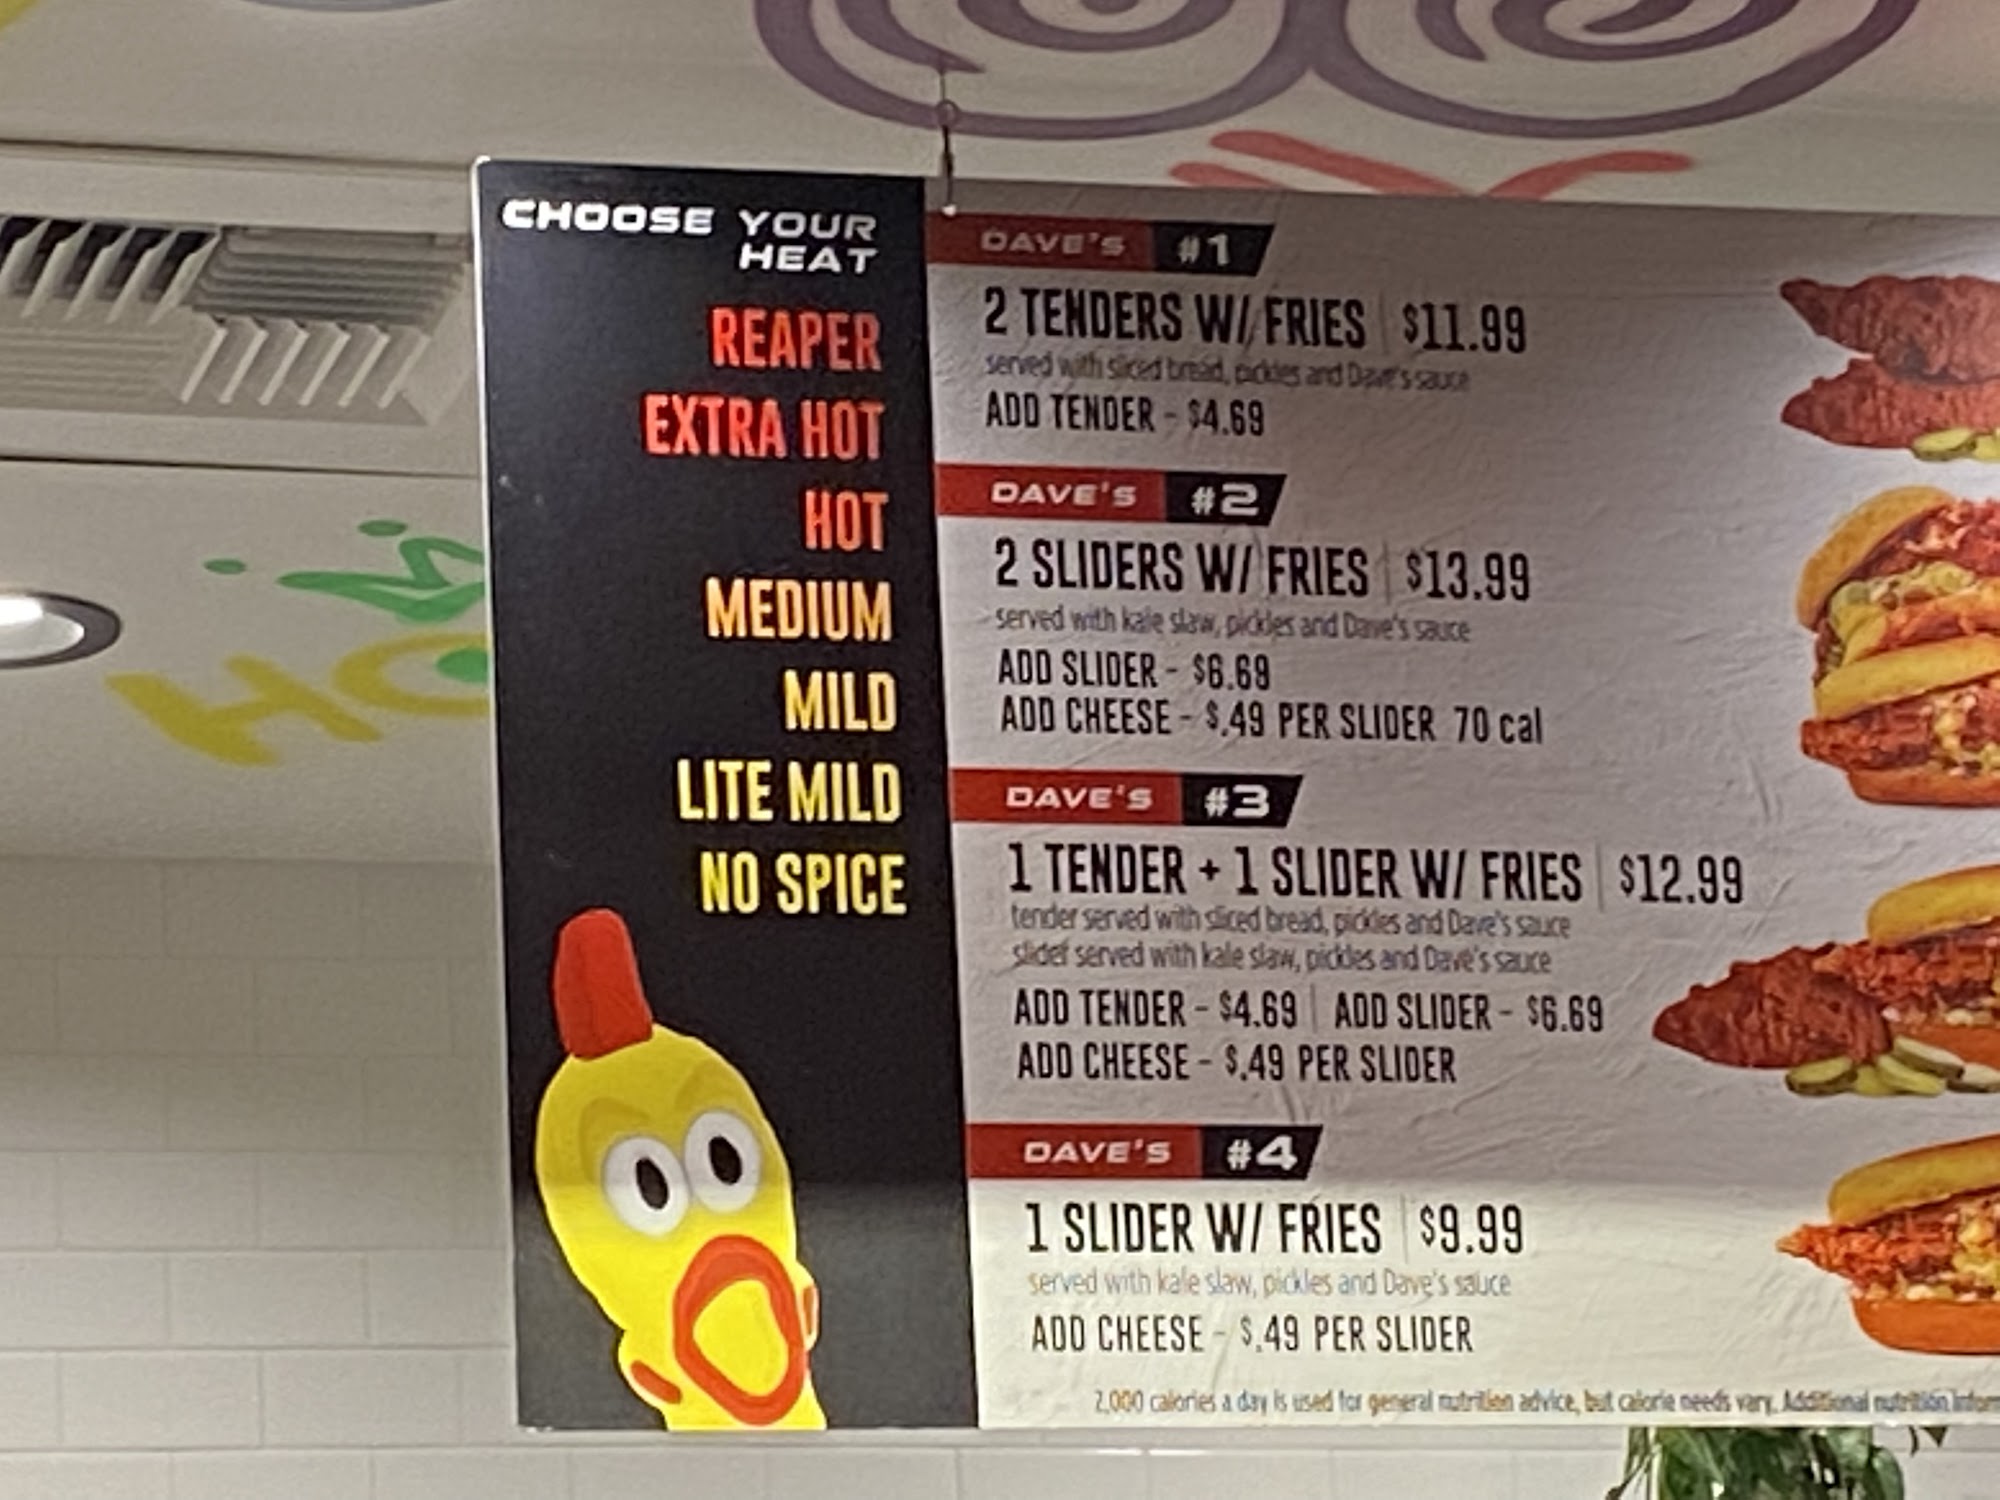 CHOOSE YOUR
HEAT
REAPER
EXTRA HOT
HOT
MEDIUM
MILD
LITE MILD
NO SPICE
DAVE'S #1
2 TENDERS W/ FRIES | $11.99
served with sliced bread, pickles and Dave's sauce
ADD TENDER - $4.69
DAVE'S #2
2 SLIDERS W/ FRIES | $13.99
served with kale slaw, pickles and Dave's sauce
ADD SLIDER - $6.69
ADD CHEESE - $.49 PER SLIDER 70 cal
DAVE'S #3
1 TENDER + 1 SLIDER W/ FRIES | $12.99
tender served with sliced bread, pickles and Dave's sauce
slider served with kale slaw, pickles and Dave's sauce
ADD TENDER - $4.69 | ADD SLIDER - $6.69
ADD CHEESE - $.49 PER SLIDER
DAVE'S #4
1 SLIDER W/ FRIES | $9.99
served with kale slaw, pickles and Dave's sauce
ADD CHEESE - $.49 PER SLIDER
2,000 calories a day is used for general nutrition advice, but calorie needs vary. Additional nutrition